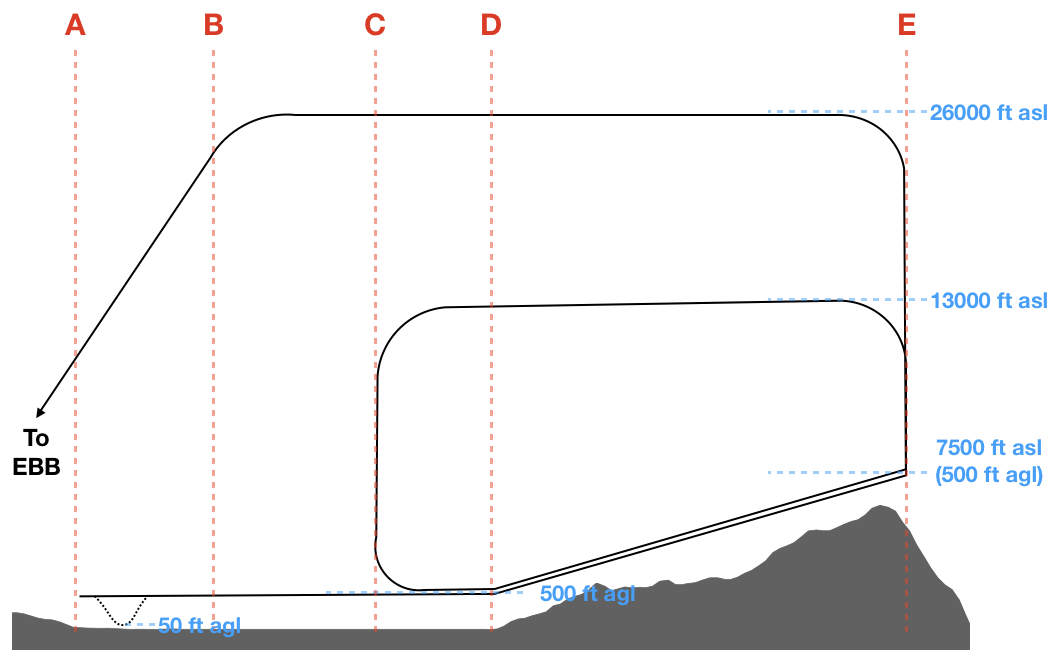 A B C D E
26000 ft asl
13000 ft asl
To
EBB
7500 ft asl
(500 ft agl)
500 ft agl
50 ft agl